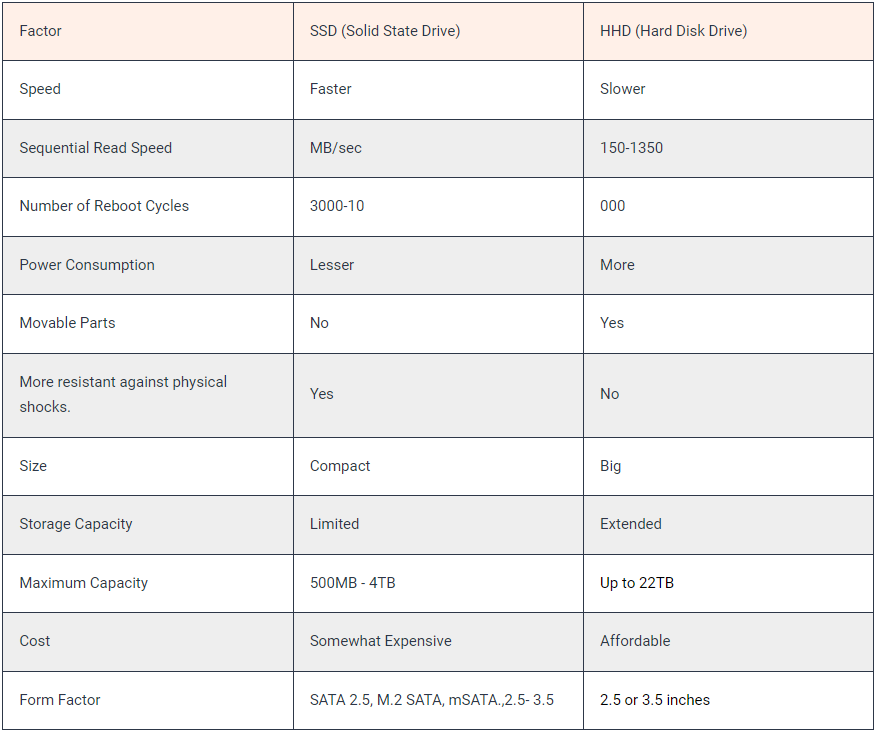 Factor SSD (Solid State Drive) HHD (Hard Disk Drive)
Speed Faster Slower
Sequential Read Speed MB/sec 150-1350
Number of Reboot Cycles 3000-10 000
Power Consumption Lesser More
Movable Parts No Yes
More resistant against physical
shocks. Yes No
Size Compact Big
Storage Capacity Limited Extended
Maximum Capacity 500MB - 4TB Up to 22TB
Cost Somewhat Expensive Affordable
Form Factor SATA 2.5, M.2 SATA, mSATA.,2.5- 3.5 2.5 or 3.5 inches